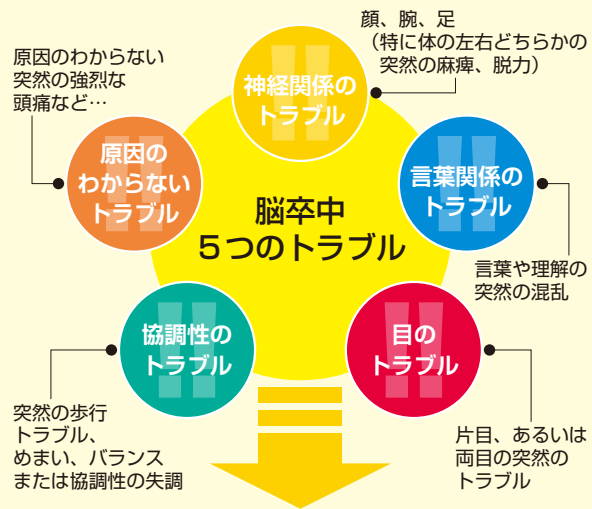 脳卒中
5つのトラブル
神経関係の
トラブル
顔、腕、足
（特に体の左右どちらかの
突然の麻痺、脱力）
言葉関係の
トラブル
言葉や理解の
突然の混乱
目の
トラブル
片目、あるいは
両目の突然の
トラブル
協調性の
トラブル
突然の歩行
トラブル、
めまい、バランス
または協調性の失調
原因の
わからない
トラブル
原因のわからない
突然の強烈な
頭痛など…